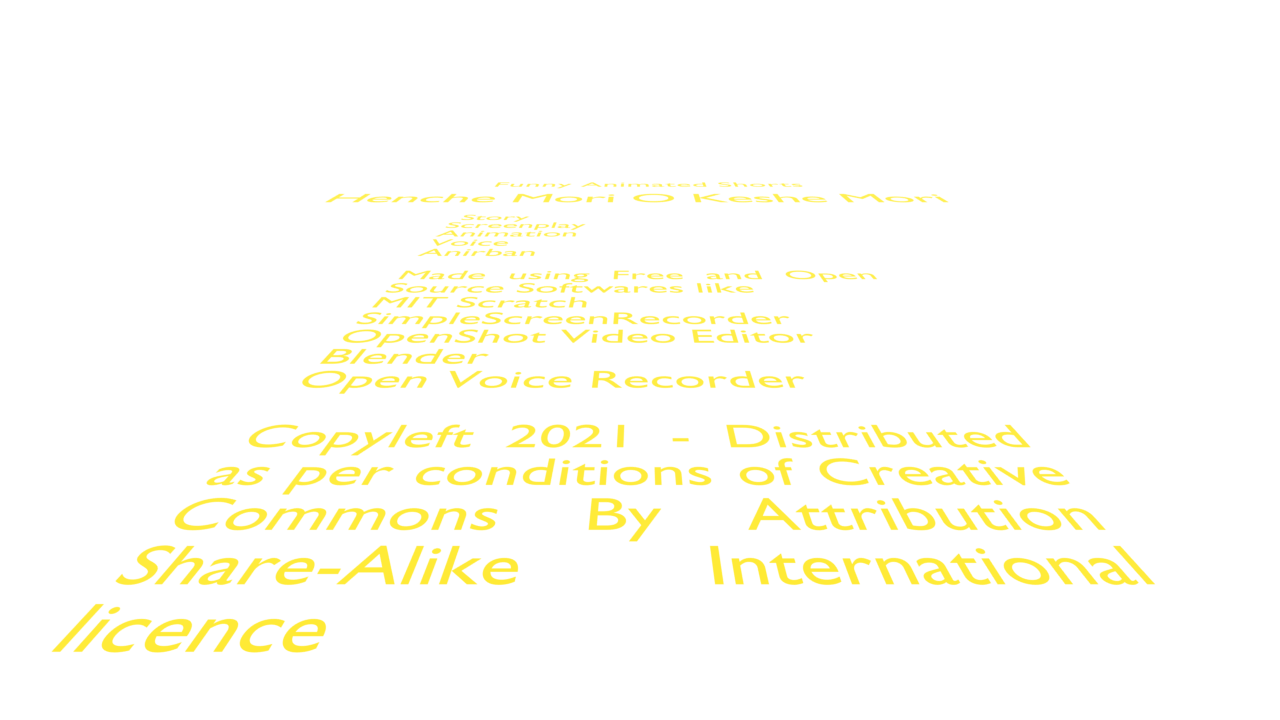 Funny Animated Shorts
Henche Mori O Keshe Mori
Story
Screenplay
Animation
Voice
Anirban
Made using Free and Open
Source Softwares like
MIT Scratch
SimpleScreenRecorder
OpenShot Video Editor
Blender
Open Voice Recorder
Copyleft 2021 - Distributed
as per conditions of Creative
Commons By Attribution
Share-Alike International
licence